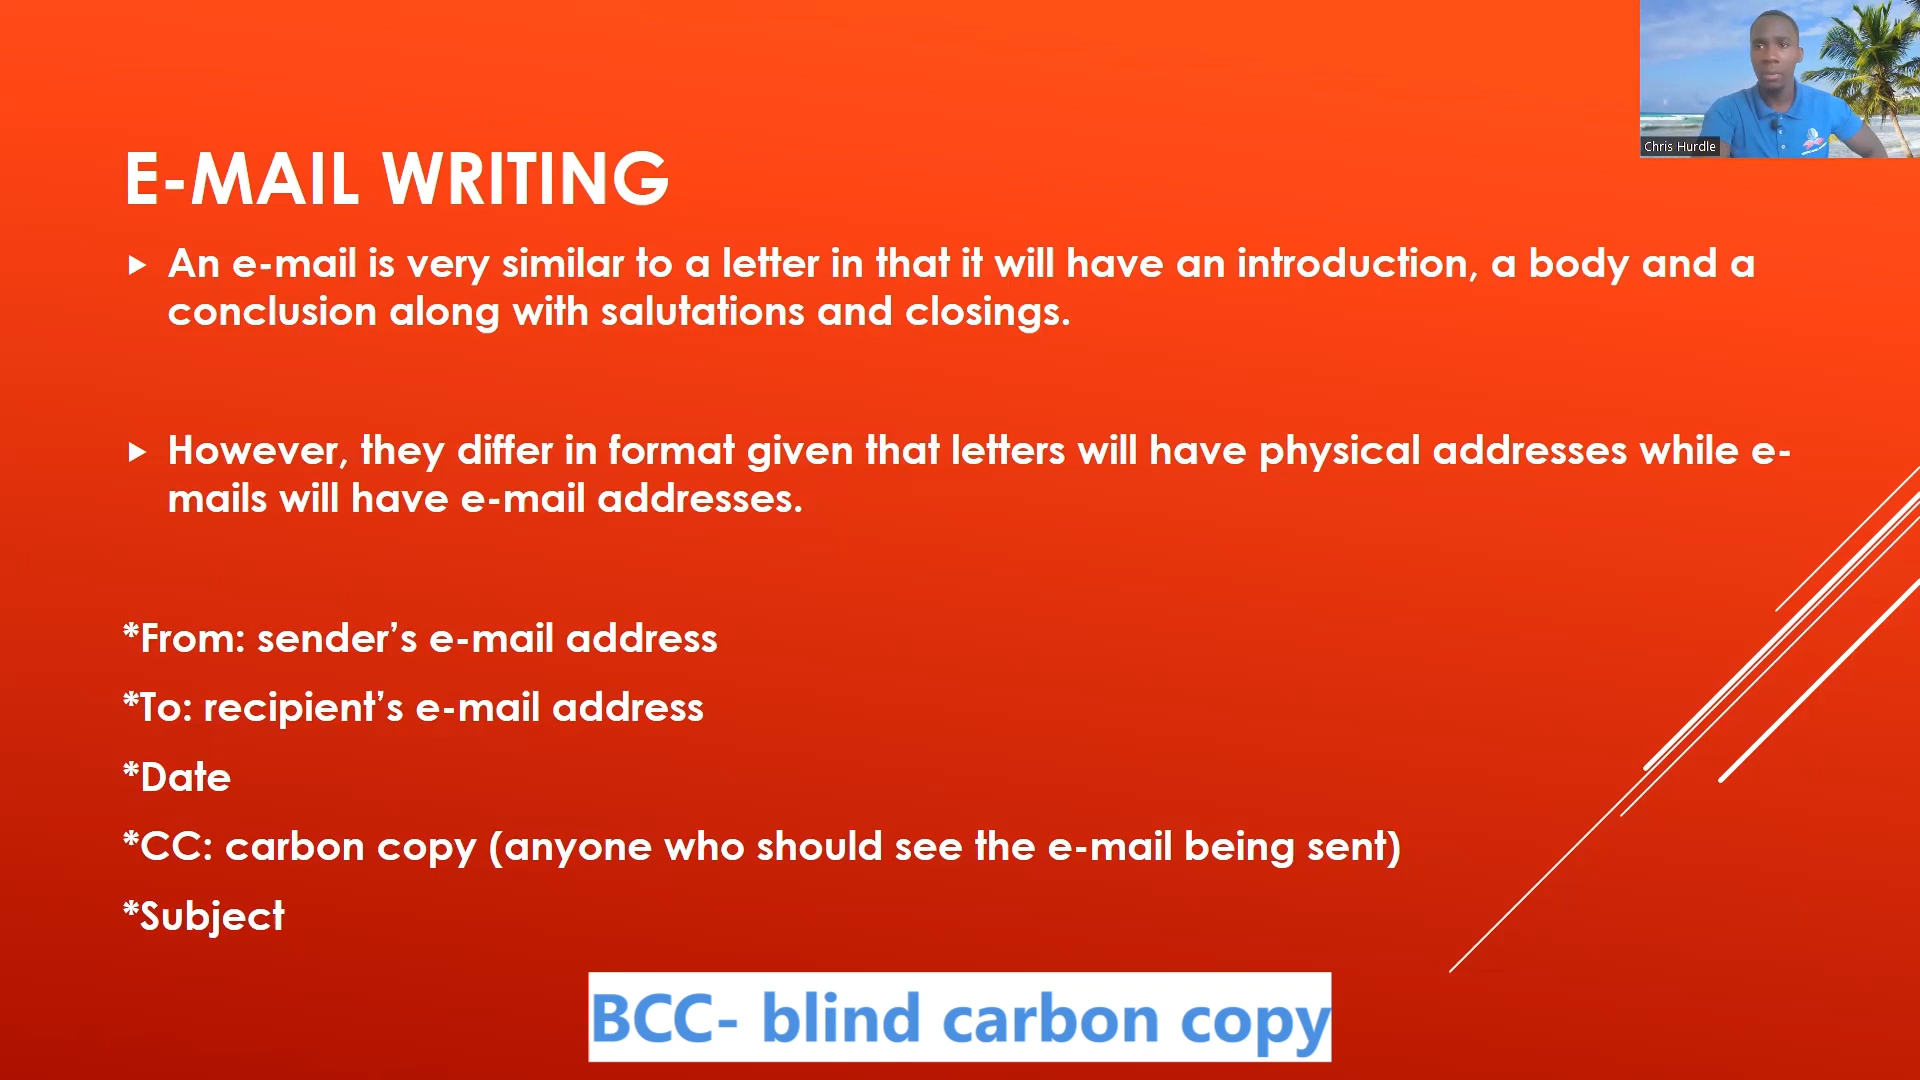 Chris Hurdle
E-MAIL WRITING
An e-mail is very similar to a letter in that it will have an introduction, a body and a
conclusion along with salutations and closings.
However, they differ in format given that letters will have physical addresses while e-
mails will have e-mail addresses.
*From: sender’s e-mail address
*To: recipient’s e-mail address
*Date
*CC: carbon copy (anyone who should see the e-mail being sent)
*Subject
BCC- blind carbon copy